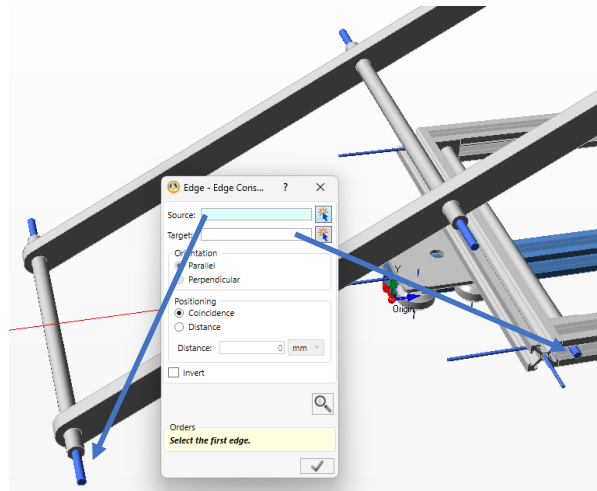 Edge - Edge Cons... ? ×
Source:
Target:
Orientation
Parallel
Perpendicular
Positioning
Coincidence
Distance
Distance: 0 mm
Invert
Orders
Select the first edge.
Y
Origin